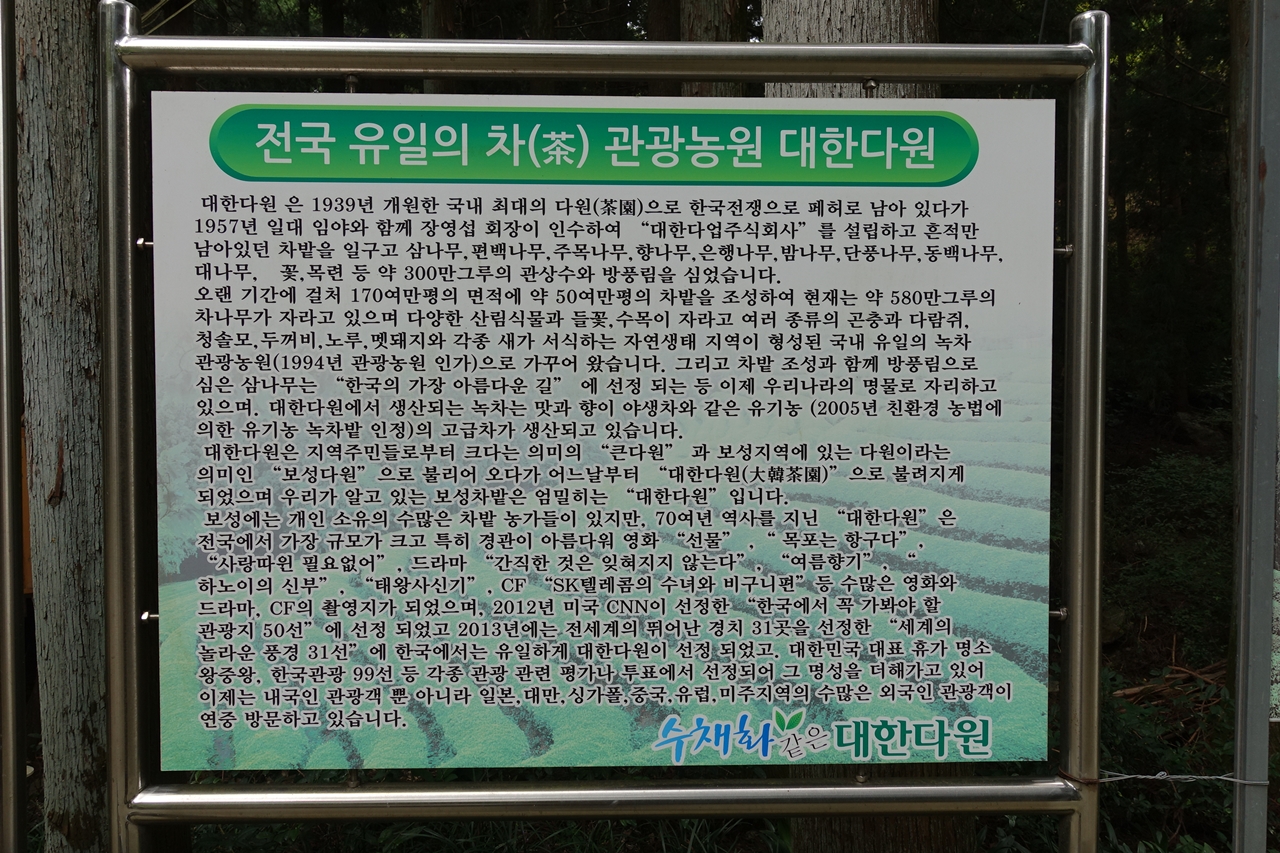 전국 유일의 차(茶) 관광농원 대한다원
대한다원 은 1939년 개원한 국내 최대의 다원(茶園)으로 한국전쟁으로 폐허로 남아 있다가
1957년 일대 임야와 함께 장영섭 회장이 인수하여 “대한다업주식회사”를 설립하고 흔적만
남아있던 차밭을 일구고 삼나무,편백나무,주목나무,향나무,은행나무,밤나무,단풍나무,동백나무,
대나무, 꽃,목련 등 약 300만그루의 관상수와 방풍림을 심었습니다.
오랜 기간에 걸처 170여만평의 면적에 약 50여만평의 차밭을 조성하여 현재는 약 580만그루의
차나무가 자라고 있으며 다양한 산림식물과 들꽃,수목이 자라고 여러 종류의 곤충과 다람쥐,
청솔모,두꺼비,노루,멧돼지와 각종 새가 서식하는 자연생태 지역이 형성된 국내 유일의 녹차
관광농원(1994년 관광농원 인가)으로 가꾸어 왔습니다. 그리고 차밭 조성과 함께 방풍림으로
심은 삼나무는 “한국의 가장 아름다운 길” 에 선정 되는 등 이제 우리나라의 명물로 자리하고
있으며. 대한다원에서 생산되는 녹차는 맛과 향이 야생차와 같은 유기농 (2005년 친환경 농법에
의한 유기농 녹차밭 인정)의 고급차가 생산되고 있습니다.
대한다원은 지역주민들로부터 크다는 의미의 “큰다원” 과 보성지역에 있는 다원이라는
의미인 “보성다원”으로 불리어 오다가 어느날부터 “대한다원(大韓茶園)”으로 불려지게
되었으며 우리가 알고 있는 보성차밭은 엄밀히는 “대한다원”입니다.
보성에는 개인 소유의 수많은 차밭 농가들이 있지만, 70여년 역사를 지닌 “대한다원”은
전국에서 가장 규모가 크고 특히 경관이 아름다워 영화 “선물”, “ 목포는 항구다”,
“사랑따윈 필요없어”, 드라마 “간직한 것은 잊혀지지 않는다”, “여름향기”, “
하노이의 신부”, “태왕사신기”, CF “SK텔레콤의 수녀와 비구니편”등 수많은 영화와
드라마, CF의 촬영지가 되었으며, 2012년 미국 CNN이 선정한 “한국에서 꼭 가봐야 할
관광지 50선”에 선정 되었고 2013년에는 전세계의 뛰어난 경치 31곳을 선정한 “세계의
놀라운 풍경 31선”에 한국에서는 유일하게 대한다원이 선정 되었고. 대한민국 대표 휴가 명소
왕중왕, 한국관광 99선 등 각종 관광 관련 평가나 투표에서 선정되어 그 명성을 더해가고 있어
이제는 내국인 관광객 뿐 아니라 일본,대만,싱가폴,중국,유럽,미주지역의 수많은 외국인 관광객이
연중 방문하고 있습니다.
수채화같은 대한다원